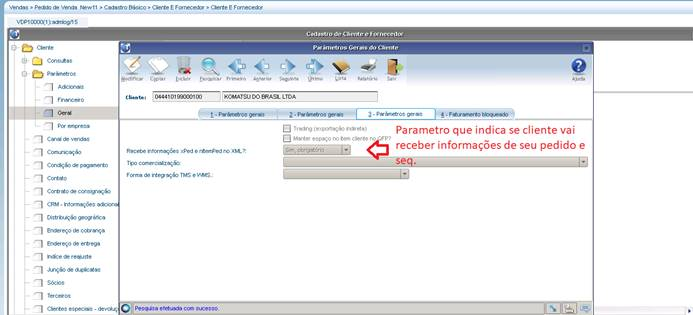 Vendas » Pedido de Venda_New11 » Cadastro Básico » Cliente E Fornecedor » Cliente E Fornecedor
VDP10000(1):admlog/15
Cadastro de Cliente e Fornecedor
Parâmetros Gerais do Cliente
Modificar Copiar Excluir Pesquisar Primeiro Anterior Seguinte Último Lista Relatório Sair Ajuda
Cliente: 044410199000100 KOMATSU DO BRASIL LTDA
1 - Parâmetros gerais 2 - Parâmetros gerais 3 - Parâmetros gerais 4 - Faturamento bloqueado
Trading (exportação indireta)
Manter espaço no item cliente no OFP?
Recebe informações xPed e nItemPed no XML?: Sim, obrigatório
Tipo comercialização:
Forma de integração TMS e WMS:
Parametro que indica se cliente vai
receber informações de seu pedido e
seq.
Cliente
Consultas
Parâmetros
Adicionais
Financeiro
Geral
Por empresa
Canal de vendas
Comunicação
Condição de pagamento
Contato
Contrato de consignação
CRM - Informações adicionai
Distribuição geográfica
Endereço de cobrança
Endereço de entrega
Indice de reajuste
Junção de duplicatas
Sócios
Terceiros
Clientes especiais - devoluç
Pesquisa efetuada com sucesso.